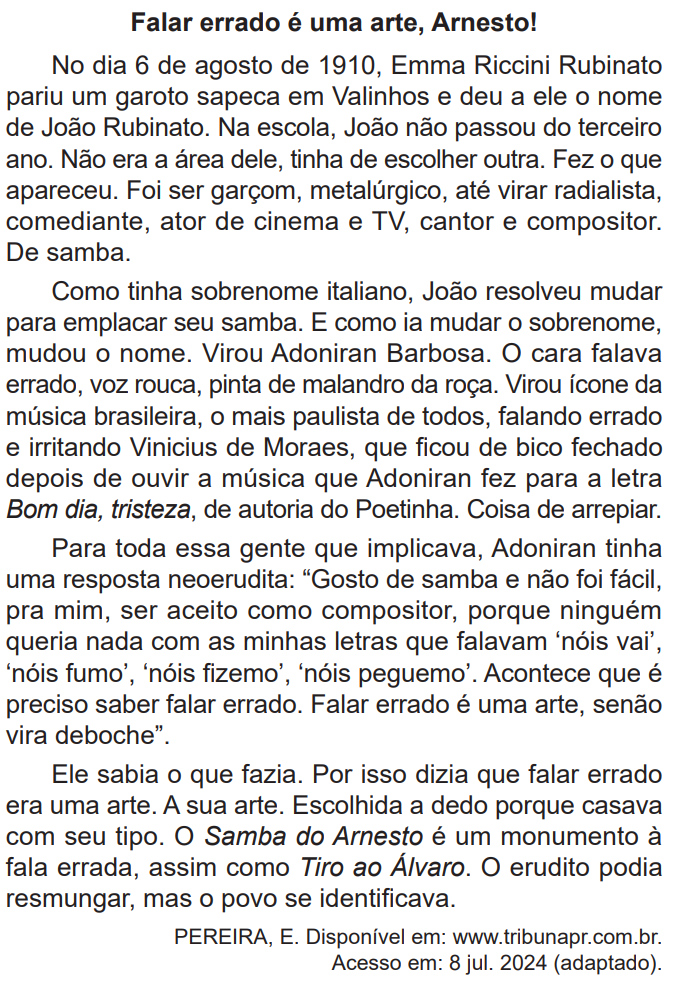 Falar errado é uma arte, Arnesto!
No dia 6 de agosto de 1910, Emma Riccini Rubinato
pariu um garoto sapeca em Valinhos e deu a ele o nome
de João Rubinato. Na escola, João não passou do terceiro
ano. Não era a área dele, tinha de escolher outra. Fez o que
apareceu. Foi ser garçom, metalúrgico, até virar radialista,
comediante, ator de cinema e TV, cantor e compositor.
De samba.
Como tinha sobrenome italiano, João resolveu mudar
para emplacar seu samba. E como ia mudar o sobrenome,
mudou o nome. Virou Adoniran Barbosa. O cara falava
errado, voz rouca, pinta de malandro da roça. Virou ícone da
música brasileira, o mais paulista de todos, falando errado
e irritando Vinicius de Moraes, que ficou de bico fechado
depois de ouvir a música que Adoniran fez para a letra
Bom dia, tristeza, de autoria do Poetinha. Coisa de arrepiar.
Para toda essa gente que implicava, Adoniran tinha
uma resposta neoerudita: “Gosto de samba e não foi fácil,
pra mim, ser aceito como compositor, porque ninguém
queria nada com as minhas letras que falavam ‘nóis vai’,
‘nóis fumo’, ‘nóis fizemo’, ‘nóis peguemo’. Acontece que é
preciso saber falar errado. Falar errado é uma arte, senão
vira deboche”.
Ele sabia o que fazia. Por isso dizia que falar errado
era uma arte. A sua arte. Escolhida a dedo porque casava
com seu tipo. O Samba do Arnesto é um monumento à
fala errada, assim como Tiro ao Álvaro. O erudito podia
resmungar, mas o povo se identificava.
PEREIRA, E. Disponível em: www.tribunapr.com.br.
Acesso em: 8 jul. 2024 (adaptado).